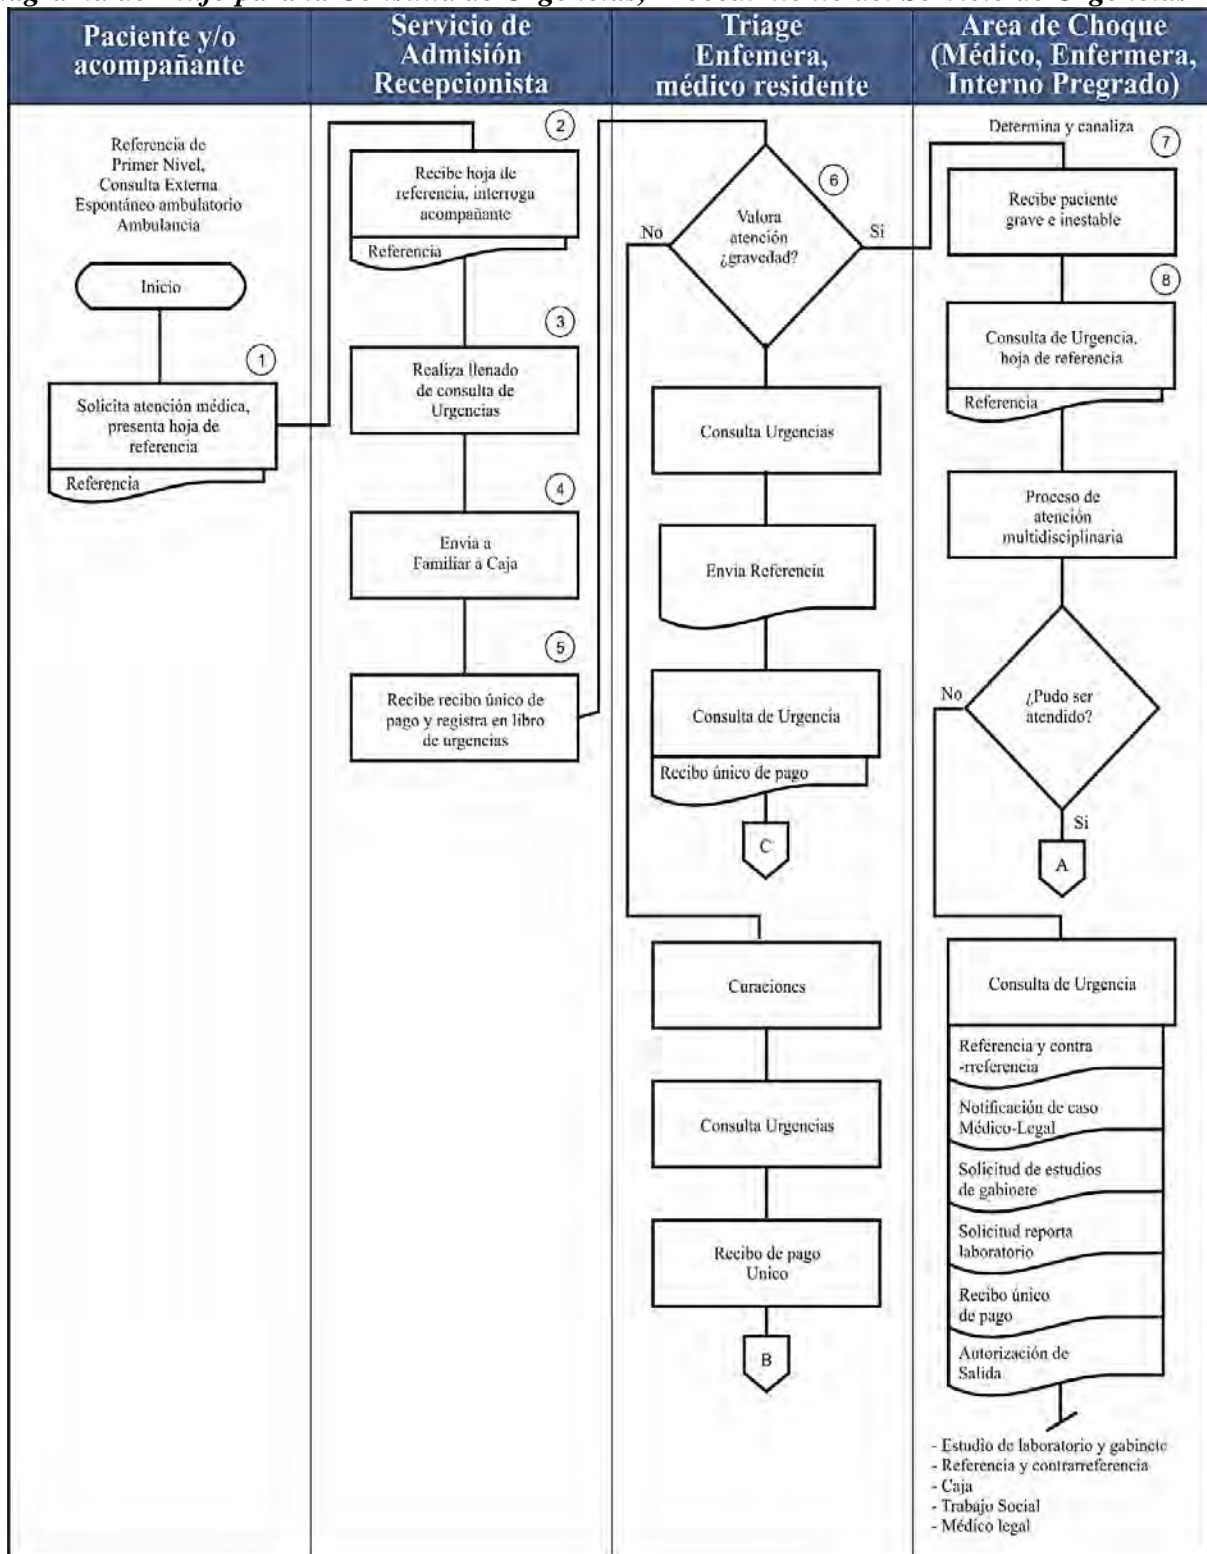 Paciente y/o
acompañante
Servicio de
Admisión
Recepcionista
Triage
Enfemera,
médico residente
Area de Choque
(Médico, Enfermera,
Interno Pregrado)
Referencia de
Primer Nivel,
Consulta Externa
Espontáneo ambulatorio
Ambulancia
Inicio
1
Solicita atención médica,
presenta hoja de
referencia
Referencia
2
Recibe hoja de
referencia, interroga
acompañante
Referencia
3
Realiza llenado
de consulta de
Urgencias
4
Envia a
Familiar a Caja
5
Recibe recibo único de
pago y registra en libro
de urgencias
6
Valora
atención
¿gravedad?
No
Si
Consulta Urgencias
Envia Referencia
Consulta de Urgencia
Recibo único de pago
C
Curaciones
Consulta Urgencias
Recibo de pago
Unico
B
Determina y canaliza
7
Recibe paciente
grave e inestable
8
Consulta de Urgencia,
hoja de referencia
Referencia
Proceso de
atención
multidisciplinaria
¿Pudo ser
atendido?
No
Si
A
Consulta de Urgencia
Referencia y contra
-rreferencia
Notificación de caso
Médico-Legal
Solicitud de estudios
de gabinete
Solicitud reporta
laboratorio
Recibo único
de pago
Autorización de
Salida
- Estudio de laboratorio y gabinete
- Referencia y contrarreferencia
- Caja
- Trabajo Social
- Médico legal